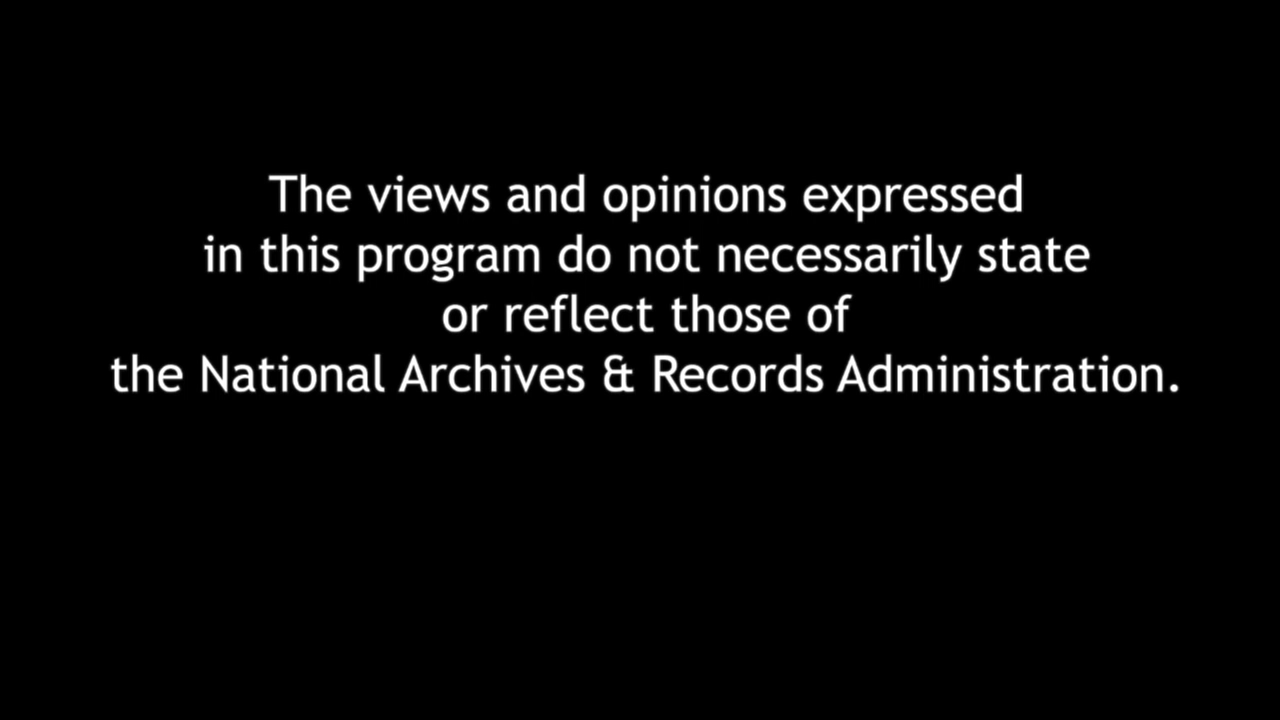 The views and opinions expressed
in this program do not necessarily state
or reflect those of
the National Archives & Records Administration.